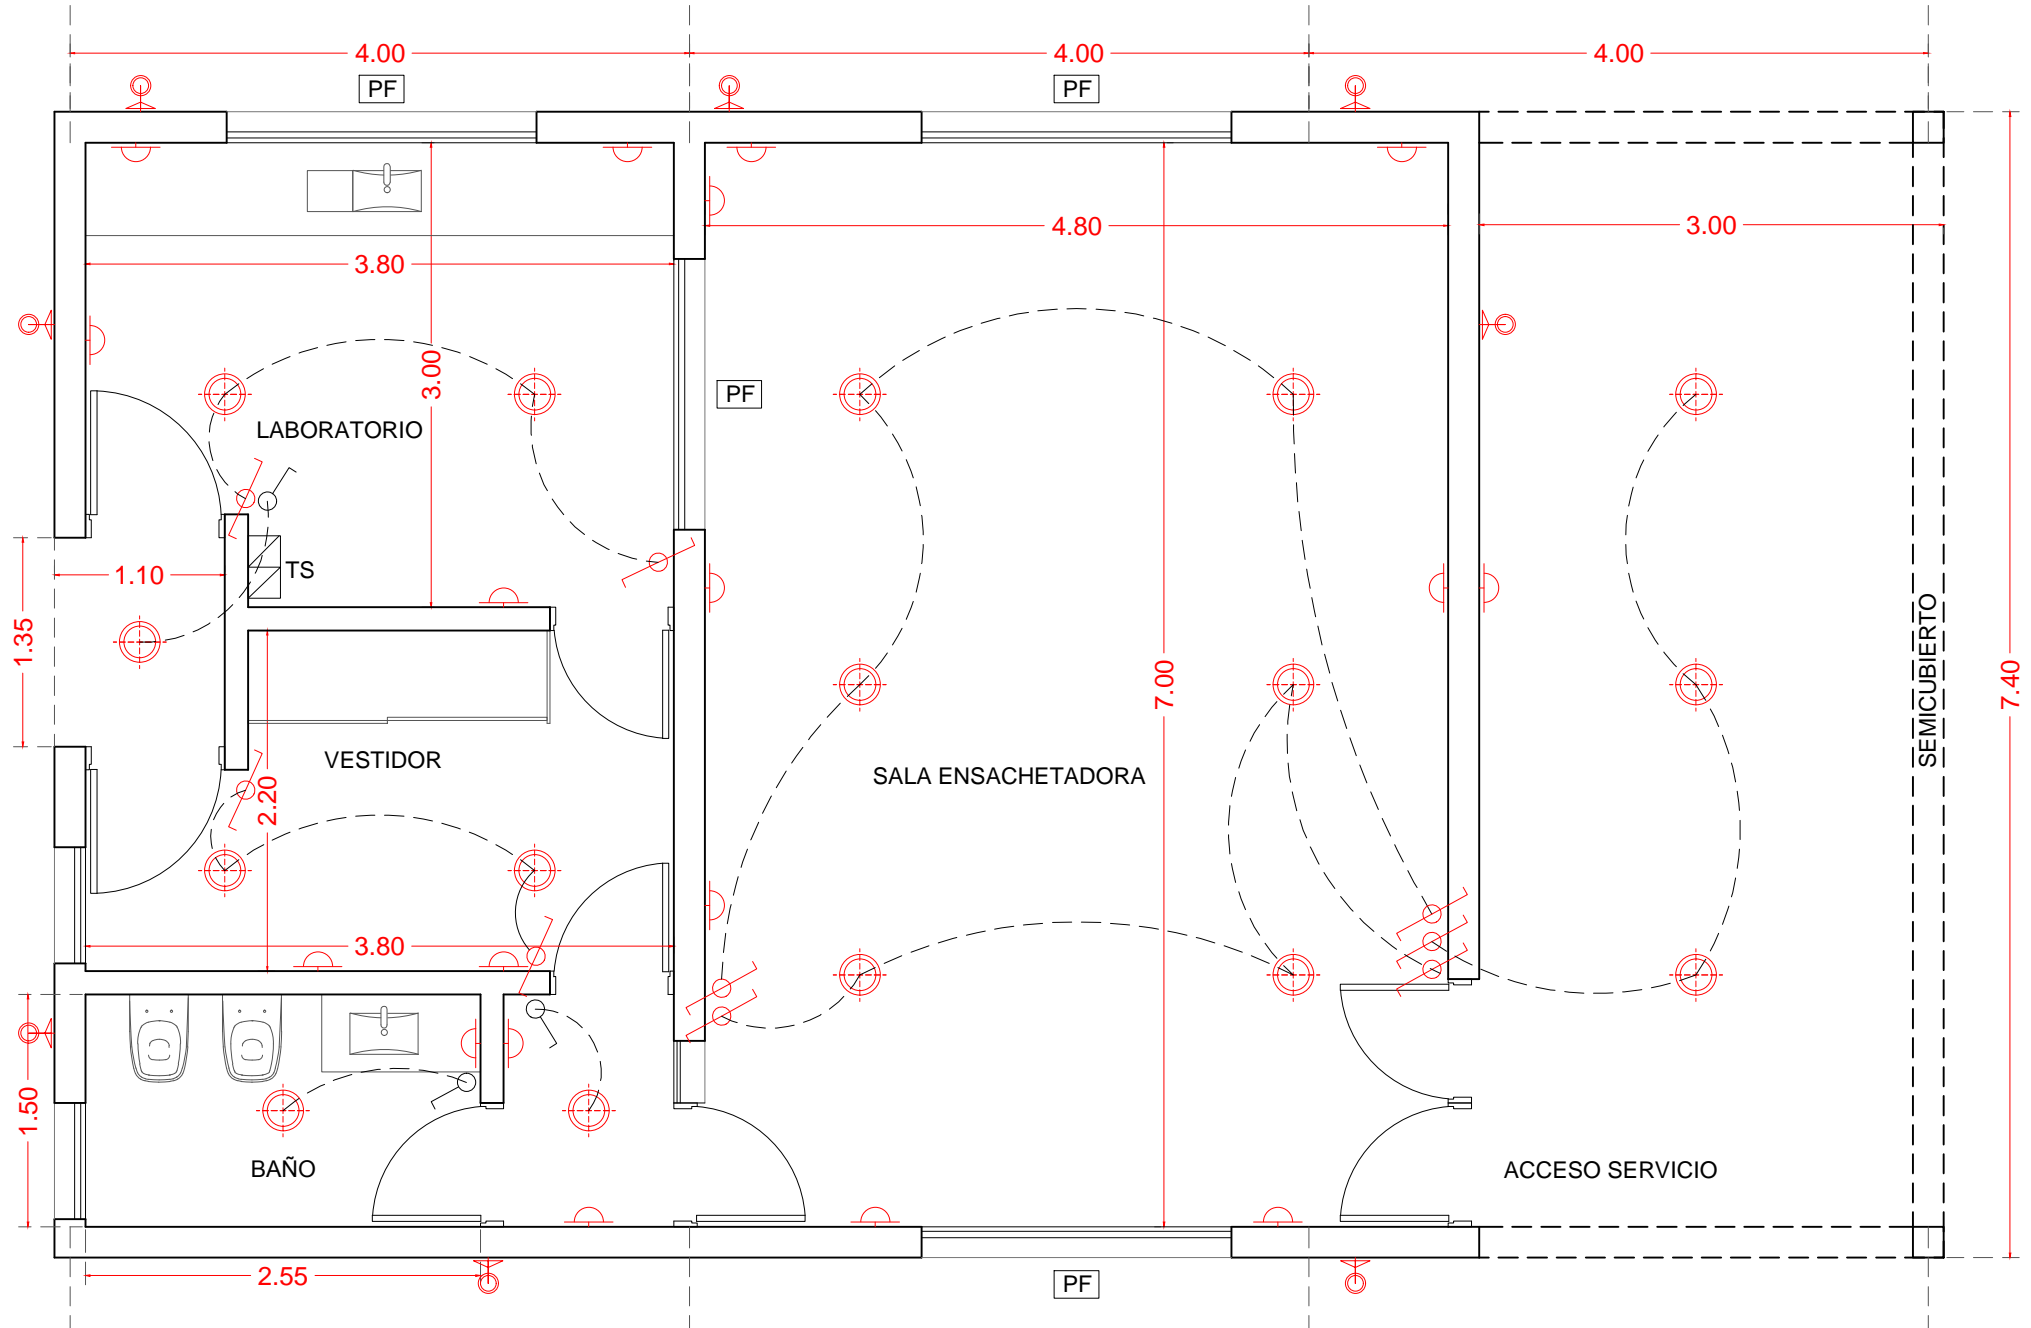 4.00
4.00
4.00
PF
PF
4.80
3.00
3.80
3.00
PF
LABORATORIO
TS
1.10
1.35
7.00
SEMICUBIERTO
7.40
VESTIDOR
SALA ENSACHETADORA
2.20
3.80
1.50
BAÑO
ACCESO SERVICIO
2.55
PF